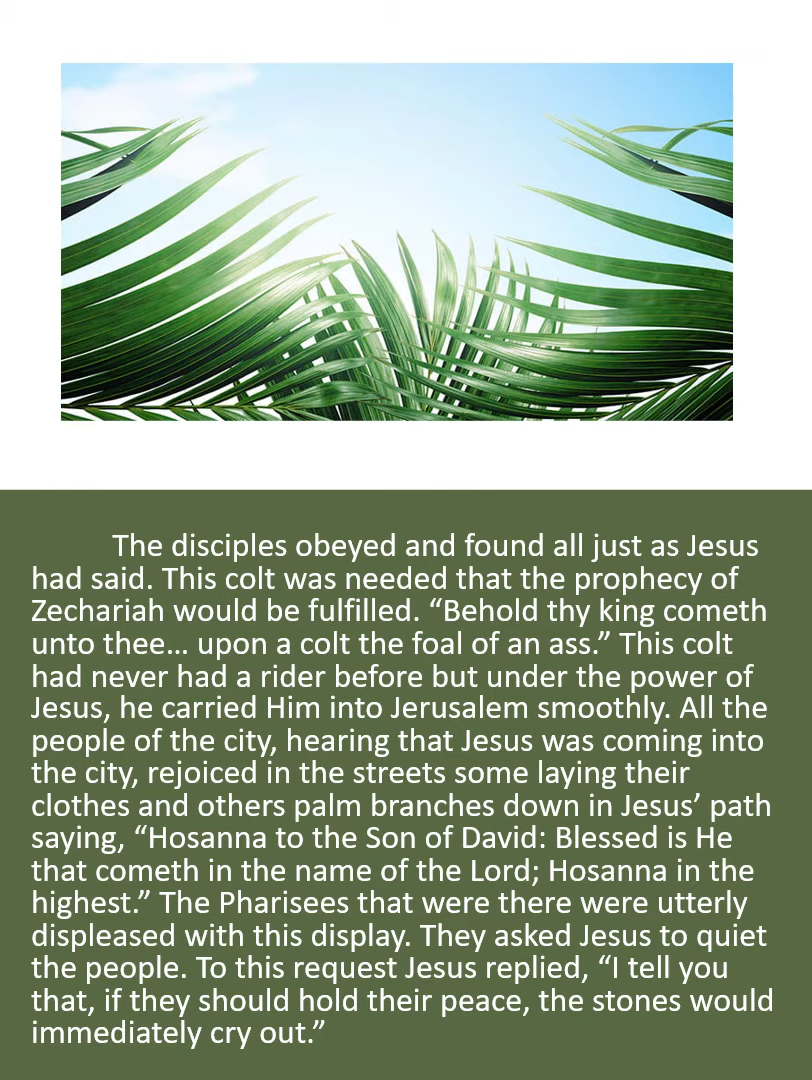 The disciples obeyed and found all just as Jesus
had said. This colt was needed that the prophecy of
Zechariah would be fulfilled. “Behold thy king cometh
unto thee… upon a colt the foal of an ass.” This colt
had never had a rider before but under the power of
Jesus, he carried Him into Jerusalem smoothly. All the
people of the city, hearing that Jesus was coming into
the city, rejoiced in the streets some laying their
clothes and others palm branches down in Jesus’ path
saying, “Hosanna to the Son of David: Blessed is He
that cometh in the name of the Lord; Hosanna in the
highest.” The Pharisees that were there were utterly
displeased with this display. They asked Jesus to quiet
the people. To this request Jesus replied, “I tell you
that, if they should hold their peace, the stones would
immediately cry out.”